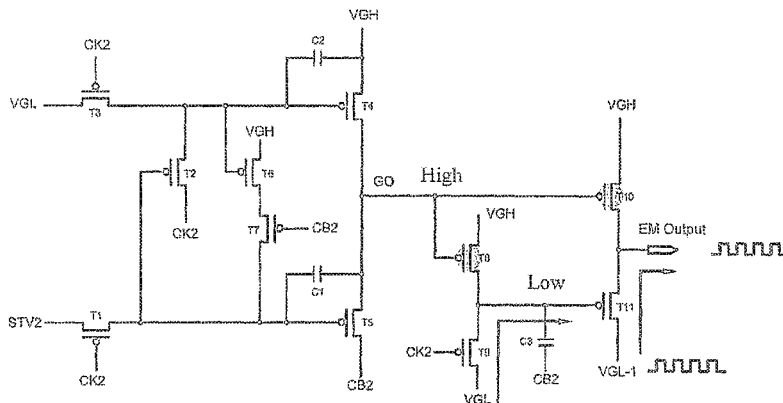 VGH
C2
CK2
VGL
T3
T4
VGH
VGH
T2
T6
GO
High
T10
CK2
T7
CB2
VGH
T8
EM Output
C1
Low
STV2
T1
T5
T11
CK2
CK2
T9
C3
CB2
VGL
CB2
VGL-1